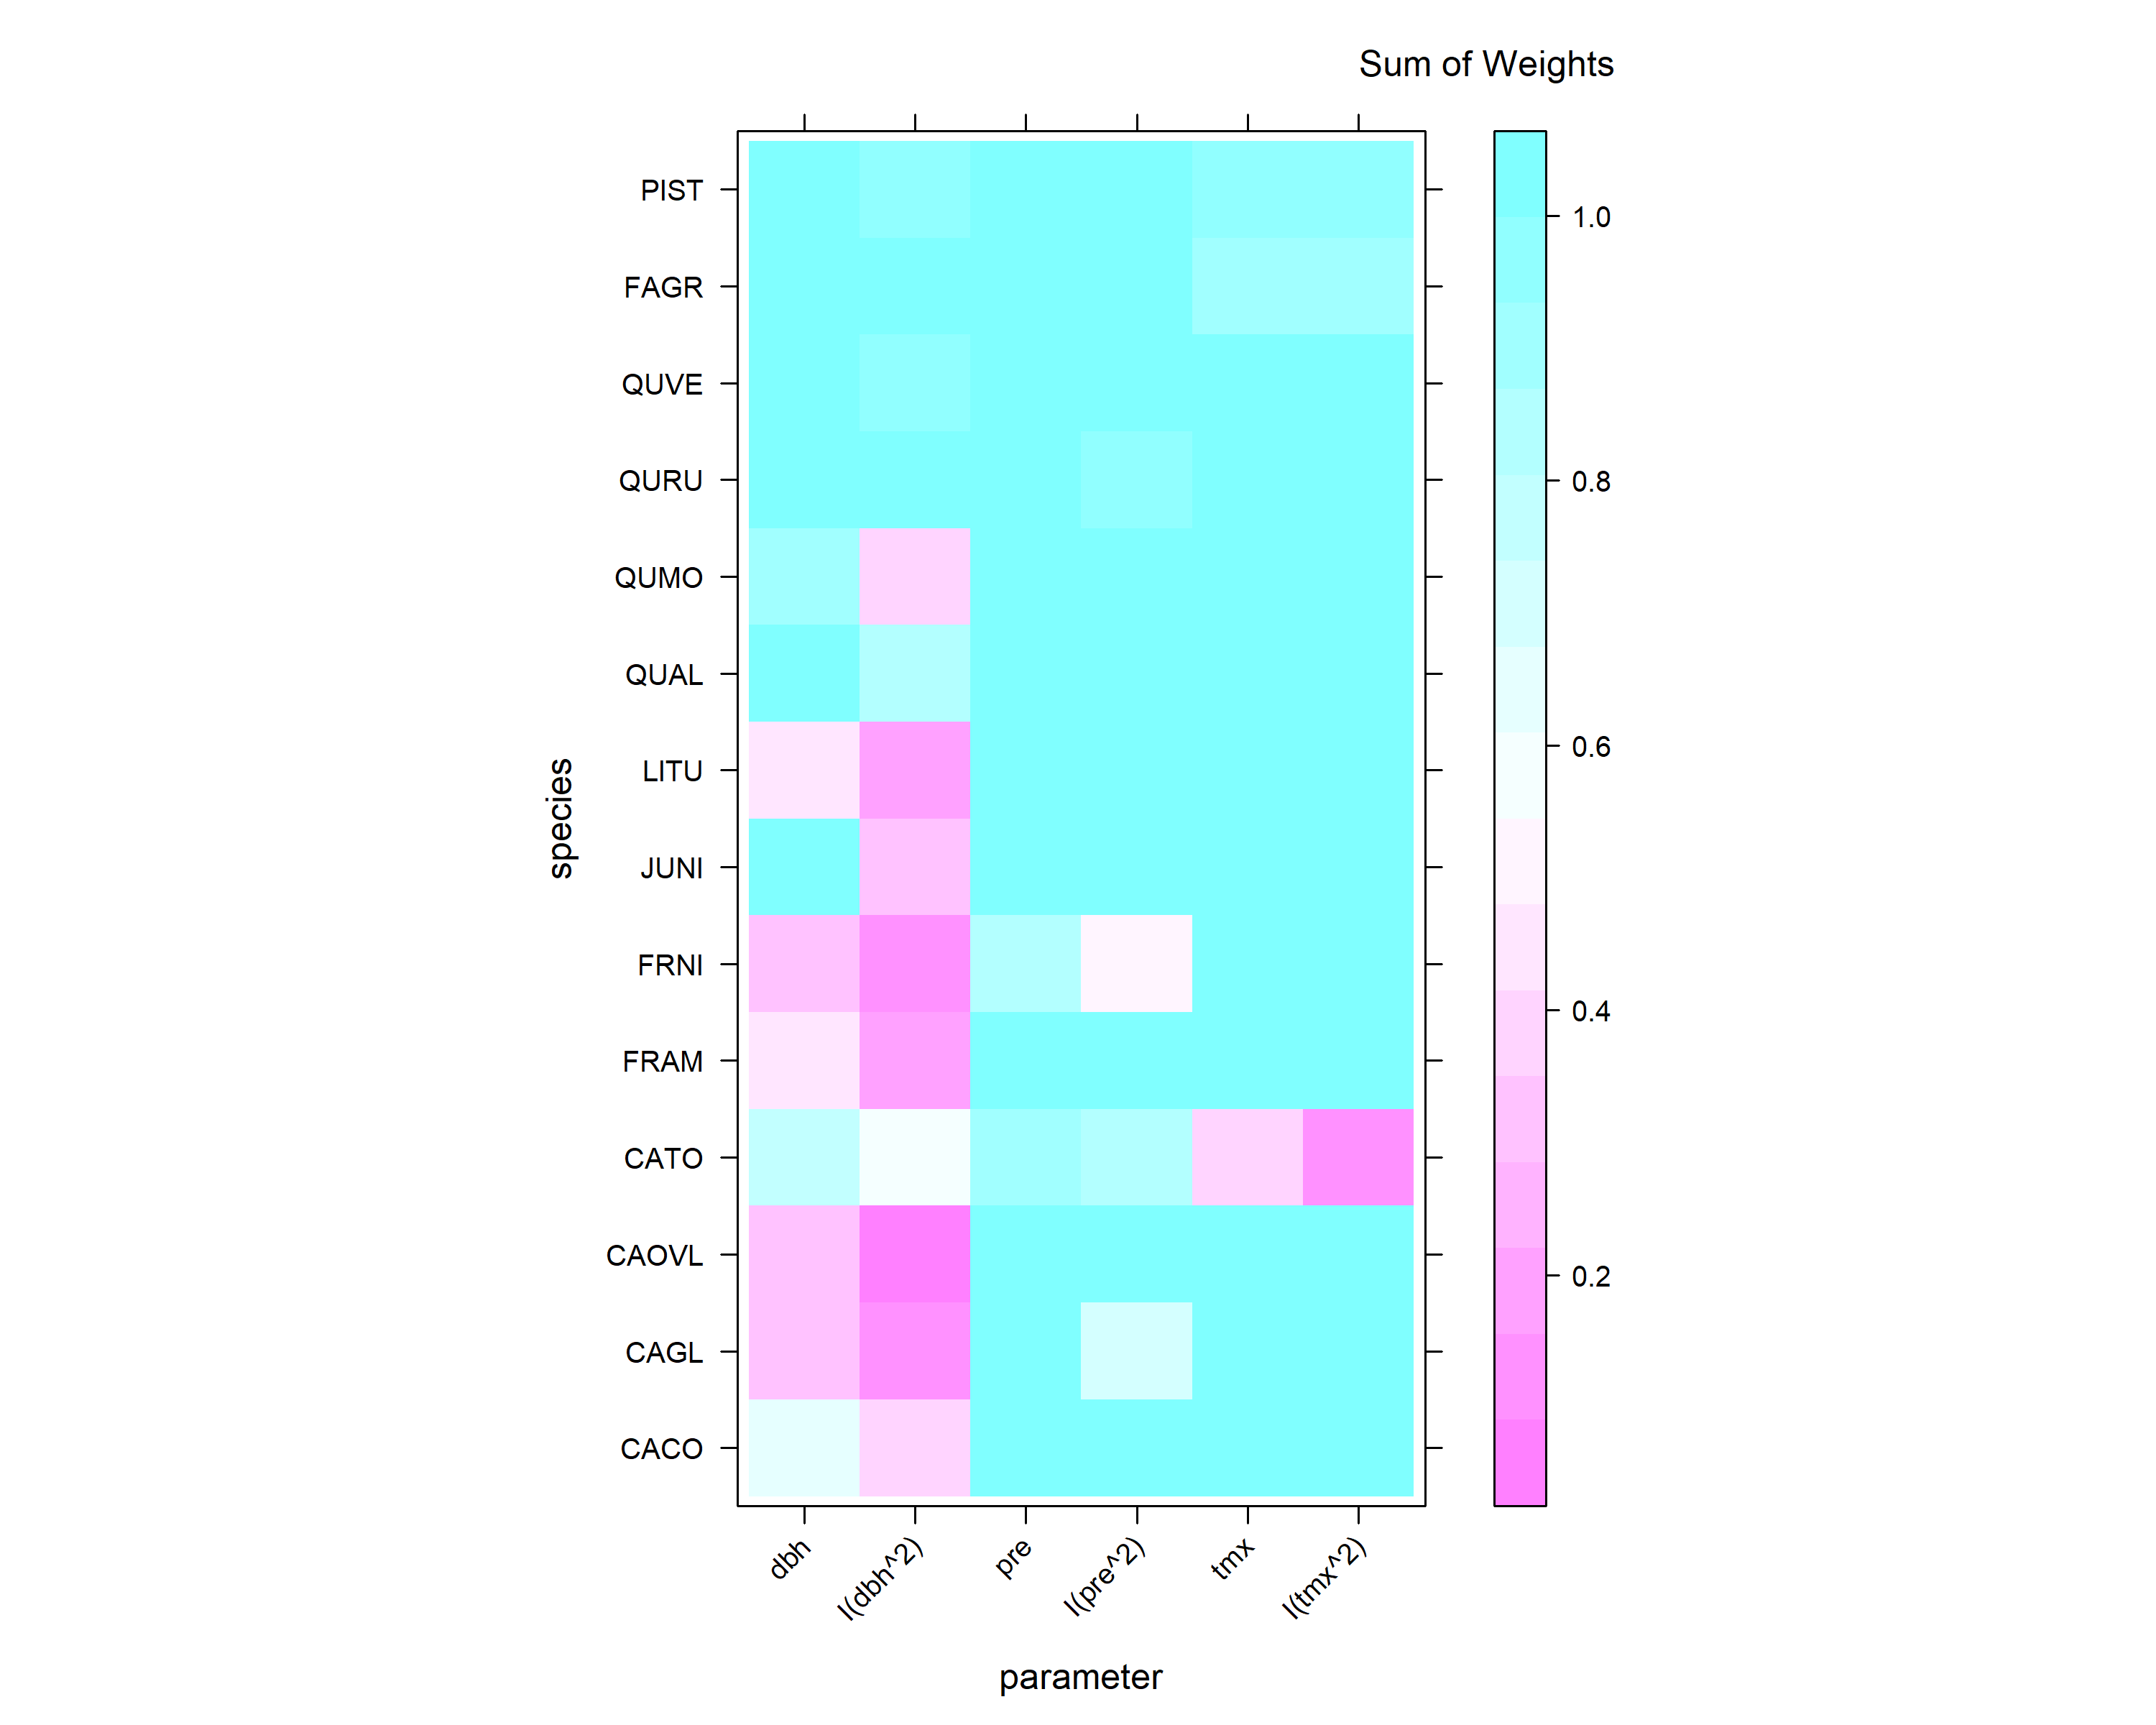 Sum of Weights
PIST
FAGR
QUVE
QURU
QUMO
QUAL
LITU
JUNI
FRNI
FRAM
CATO
CAOVL
CAGL
CACO
species
1.0
0.8
0.6
0.4
0.2
dbh
I(dbh^2)
pre
I(pre^2)
tmx
I(tmx^2)
parameter